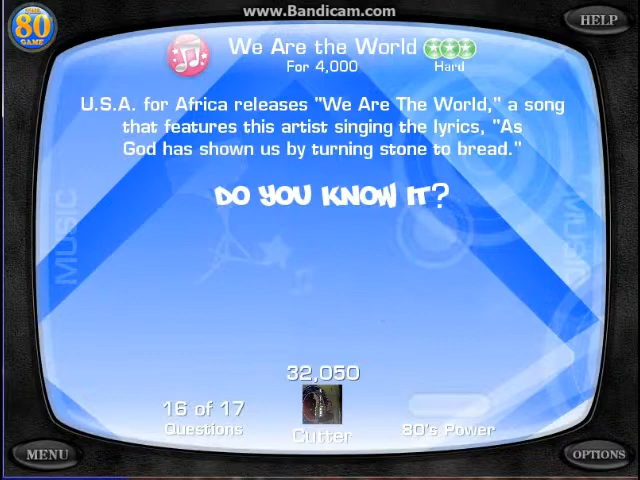 www.Bandicam.com
80
GAME
HELP
We Are the World
For 4,000
Hard
U.S.A. for Africa releases "We Are The World," a song
that features this artist singing the lyrics, "As
God has shown us by turning stone to bread."
DO YOU KNOW IT?
MUSIC
MUSIC
32,050
16 of 17
Questions
Cutter
80's Power
MENU
OPTIONS